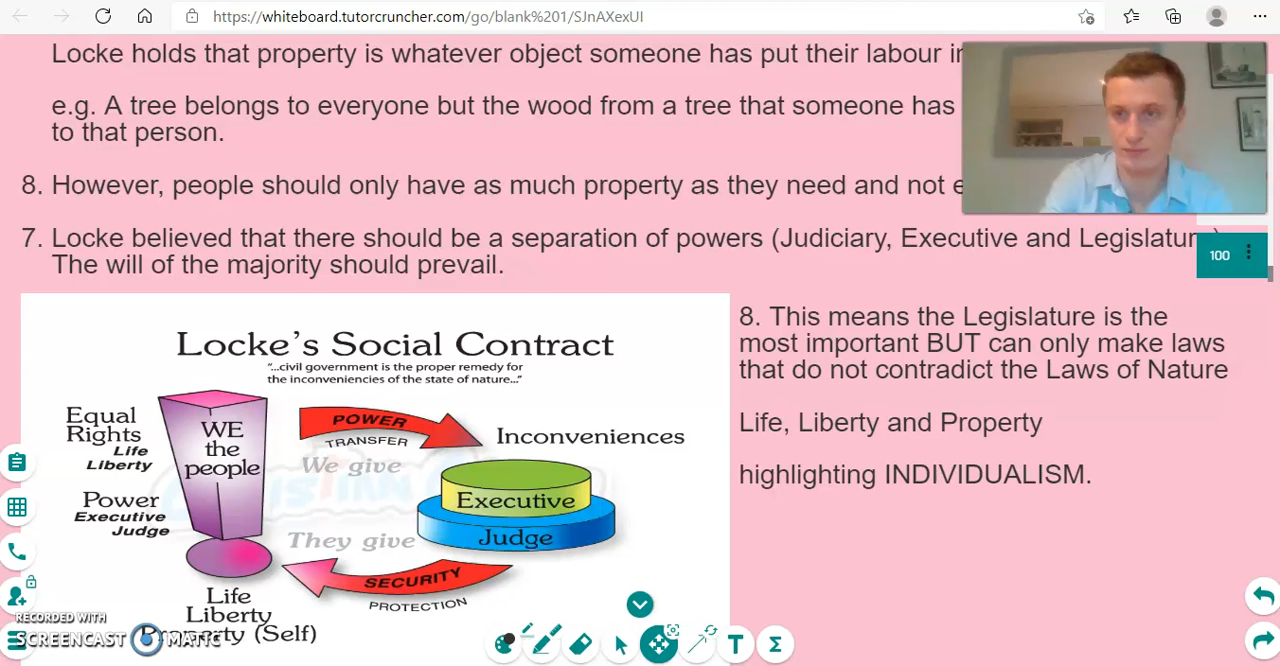 https://whiteboard.tutorcruncher.com/go/blank%201/SJnAXexUI
Locke holds that property is whatever object someone has put their labour
e.g. A tree belongs to everyone but the wood from a tree that someone has
to that person.
8. However, people should only have as much property as they need and not
7. Locke believed that there should be a separation of powers (Judiciary, Executive and Legislature)
The will of the majority should prevail.
100
8. This means the Legislature is the
most important BUT can only make laws
that do not contradict the Laws of Nature
Life, Liberty and Property
highlighting INDIVIDUALISM.
Locke's Social Contract
"...civil government is the proper remedy for
the inconveniencies of the state of nature..."
Equal
Rights
Life
Liberty
Power
Executive
Judge
WE
the
people
POWER
TRANSFER
We give
Inconveniences
Executive
Judge
They give
SECURITY
PROTECTION
Life
Liberty
Property (Self)
RECORDED WITH
SCREENCAST MATIC
T
Σ